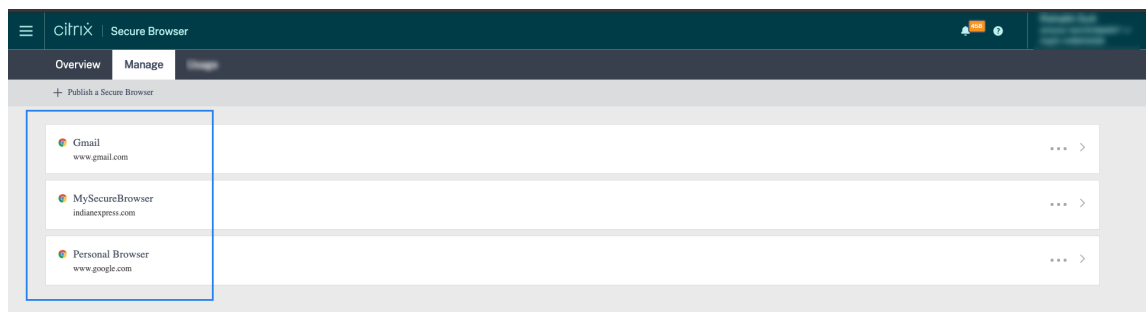 citrix | Secure Browser
?
Overview Manage
+ Publish a Secure Browser
Gmail
www.gmail.com
MySecureBrowser
indianexpress.com
Personal Browser
www.google.com